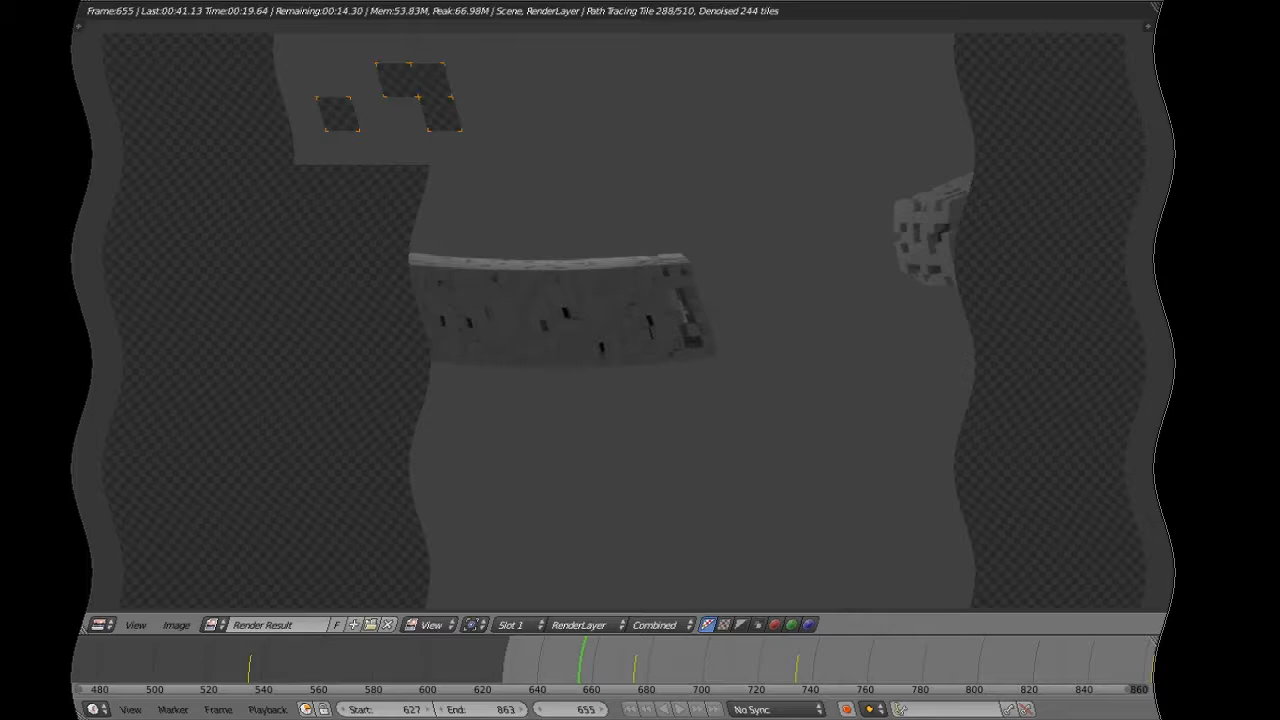 Frame:655 | Last:00:41.13 Time:00:19.64 | Remaining:00:14.30 | Mem:53.83M, Peak:66.98M | Scene, RenderLayer | Path Tracing Tile 288/510, Denoised 244 tiles
View Image Render Result F View Slot 1 RenderLayer Combined
480 500 520 540 560 580 600 620 640 660 680 700 720 740 760 780 800 820 840 860
View Marker Frame Playback Start: 627 End: 863 655 No Sync